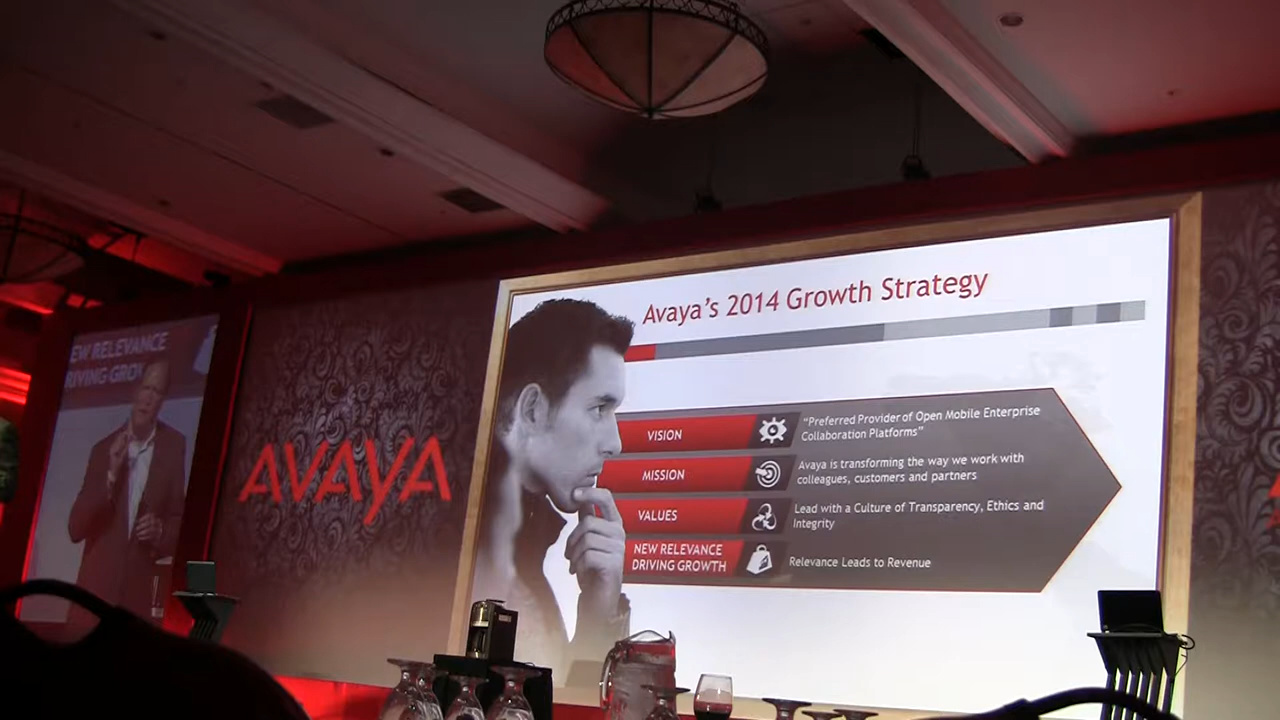 Avaya's 2014 Growth Strategy
VISION
"Preferred Provider of Open Mobile Enterprise
Collaboration Platforms"
MISSION
Avaya is transforming the way we work with
colleagues, customers and partners
VALUES
Lead with a Culture of Transparency, Ethics and
Integrity
NEW RELEVANCE
DRIVING GROWTH
Relevance Leads to Revenue
AVAYA
EW RELEVANCE
RIVING GRO